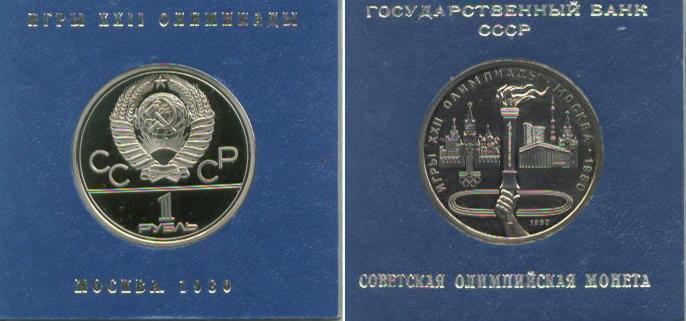 ИГРЫ XXII ОЛИМПИАДЫ
СССР
1
РУБЛЬ
МОСКВА 1980
ГОСУДАРСТВЕННЫЙ БАНК
СССР
ИГРЫ XXII ОЛИМПИАДЫ · МОСКВА · 1980
1980
СОВЕТСКАЯ ОЛИМПИЙСКАЯ МОНЕТА